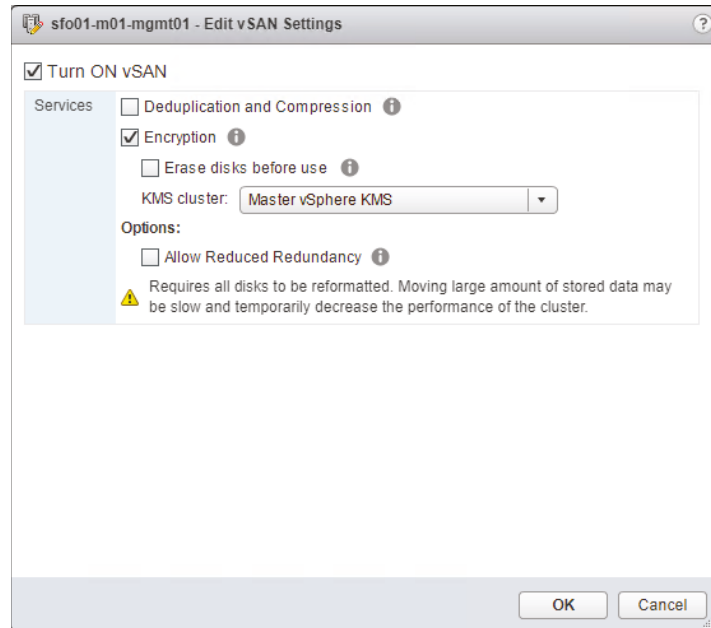 sfo01-m01-mgmt01 - Edit vSAN Settings
?
Turn ON vSAN
Services
Deduplication and Compression
Encryption
Erase disks before use
KMS cluster: Master vSphere KMS
Options:
Allow Reduced Redundancy
Requires all disks to be reformatted. Moving large amount of stored data may
be slow and temporarily decrease the performance of the cluster.
OK Cancel